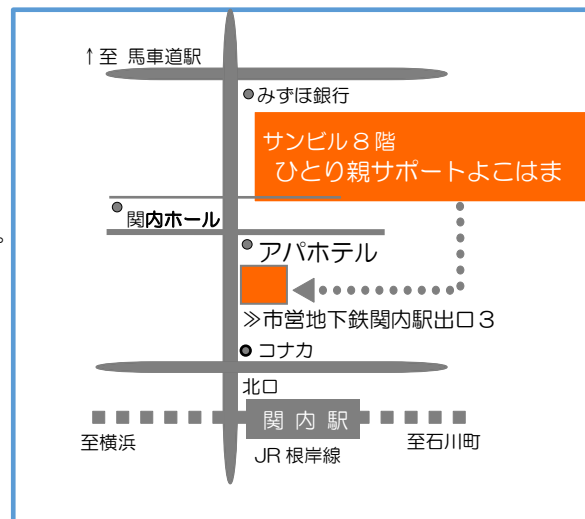 ↑至 馬車道駅
みずほ銀行
サンビル8階
ひとり親サポートよこはま
関内ホール
。
アパホテル
≫市営地下鉄関内駅出口3
コナカ
北口
関内駅
至横浜
至石川町
JR根岸線